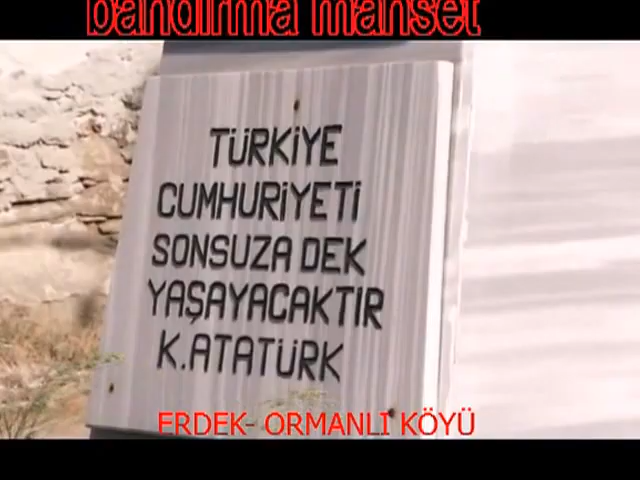 bandırma manşet
TÜRKİYE
CUMHURİYETİ
SONSUZA DEK
YAŞAYACAKTIR
K.ATATÜRK
ERDEK- ORMANLI KÖYÜ